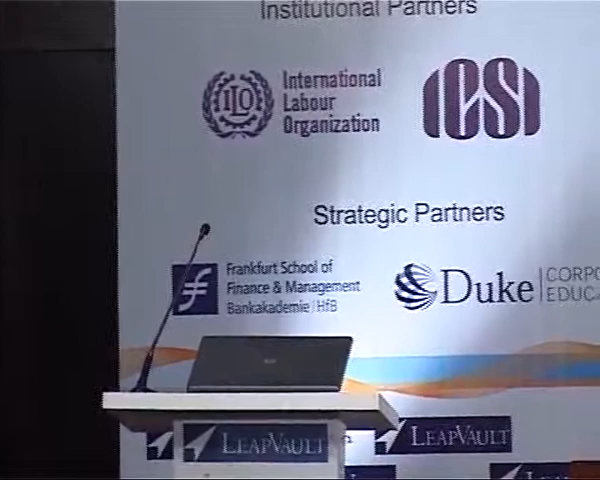 Institutional Partners
ILO
International
Labour
Organization
ICSI
Strategic Partners
Frankfurt School of
Finance & Management
Bankakademie | HfB
Duke
CORPO
EDUC
LEAPVAULT
LEAPVAULT